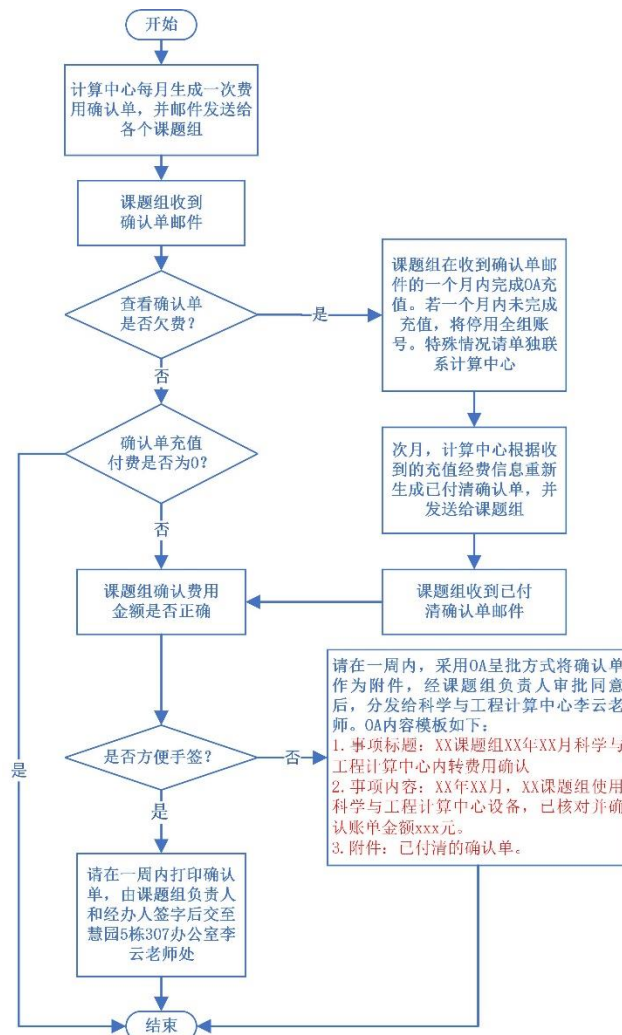 开始
计算中心每月生成一次费
用确认单，并邮件发送给
各个课题组
课题组收到
确认单邮件
查看确认单
是否欠费？
是
课题组在收到确认单邮
件的一个月内完成OA充
值。若一个月内未完成
充值，将停用全组账
号。特殊情况请单独联
系计算中心
否
确认单充值
付费是否为0？
次月，计算中心根据收
到的充值经费信息重新
生成已付清确认单，并
发送给课题组
否
课题组确认费用
金额是否正确
课题组收到已付
清确认单邮件
请在一周内，采用OA呈批方式将确认单
作为附件，经课题组负责人审批同意
后，分发给科学与工程计算中心李云老
师。OA内容模板如下：
1.事项标题：XX课题组XX年XX月科学与
工程计算中心内转费用确认
2.事项内容：XX年XX月，XX课题组使用
科学与工程计算中心设备，已核对并确
认账单金额xxx元。
3.附件：已付清的确认单。
是否方便手签？
否
是
是
请在一周内打印确认
单，由课题组负责人
和经办人签字后交至
慧园5栋307办公室李
云老师处
结束